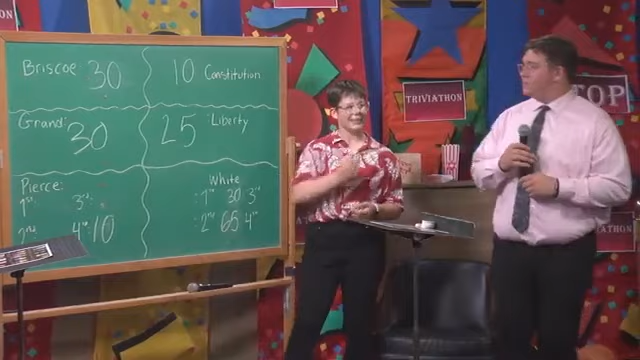 Briscoe 30
10 Constitution
Grand: 30
25 :Liberty
Pierce:
1st: 3rd:
2nd 4th: 10
White
:1st 30 3rd
:2nd 65 4th
TRIVIATHON
TOP